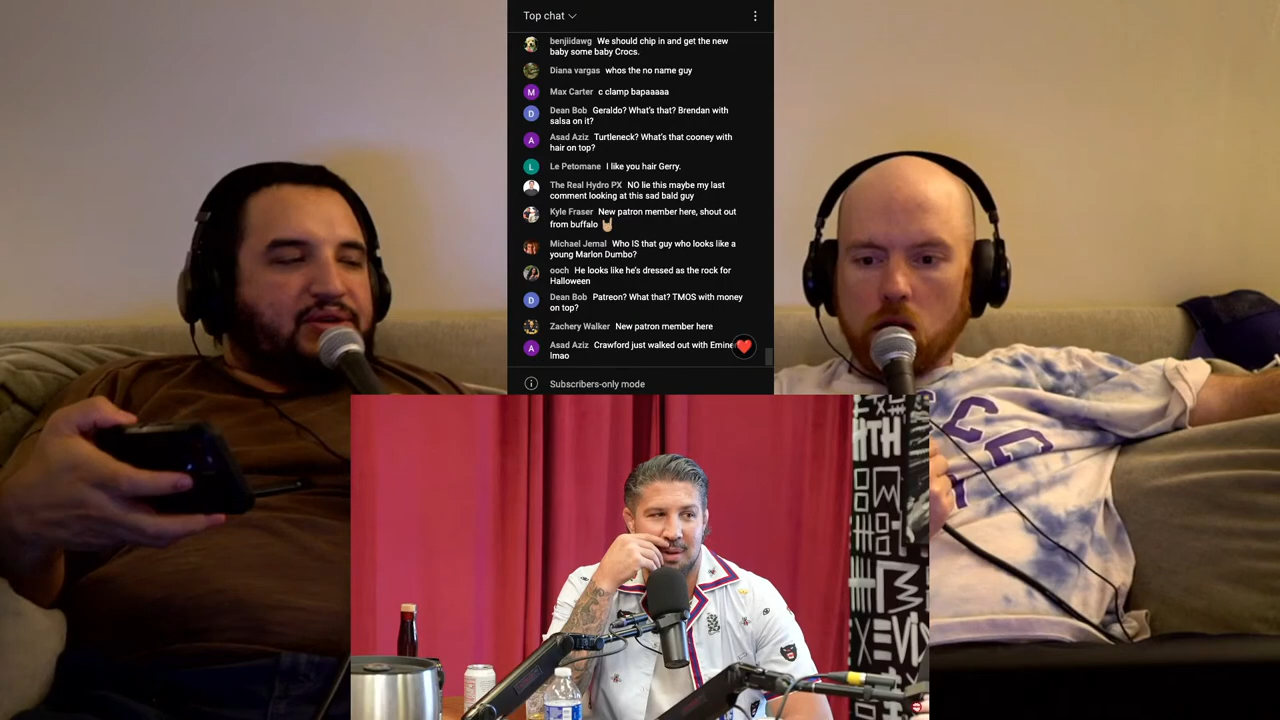 Top chat
benjiidawg We should chip in and get the new
baby some baby Crocs.
Diana vargas whos the no name guy
M Max Carter c clamp bapaaaaa
D Dean Bob Geraldo? What's that? Brendan with
salsa on it?
A Asad Aziz Turtleneck? What's that cooney with
hair on top?
L Le Petomane I like you hair Gerry.
The Real Hydro PX NO lie this maybe my last
comment looking at this sad bald guy
Kyle Fraser New patron member here, shout out
from buffalo 🤘🏼
Michael Jemal Who IS that guy who looks like a
young Marlon Dumbo?
ooch He looks like he's dressed as the rock for
Halloween
D Dean Bob Patreon? What that? TMOS with money
on top?
Zachery Walker New patron member here
A Asad Aziz Crawford just walked out with
lmao
Subscribers-only mode